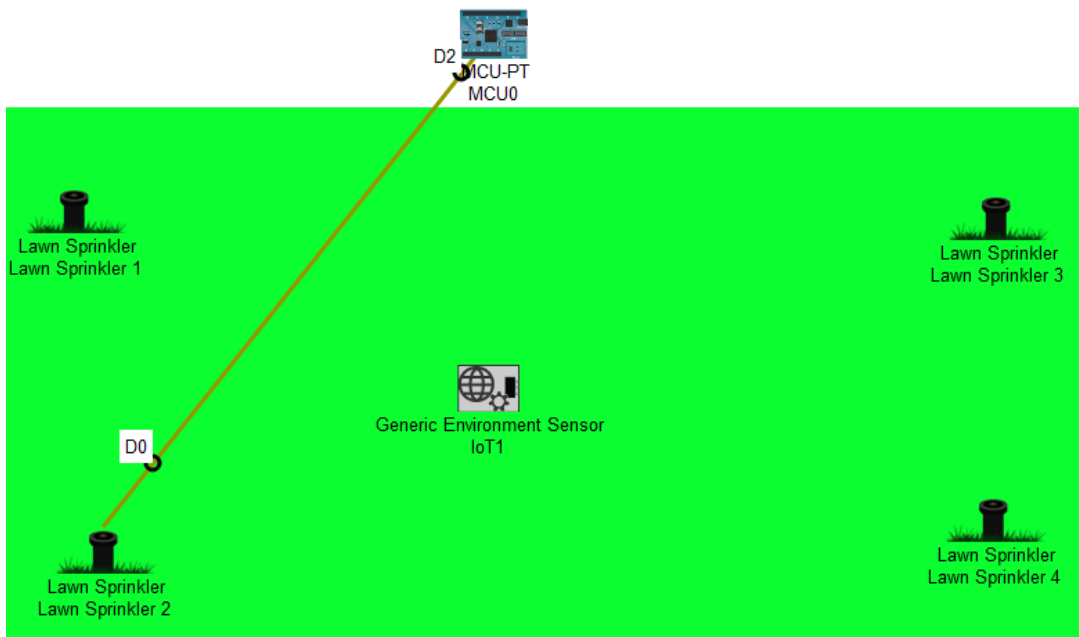 D2
MCU-PT
MCU0
Lawn Sprinkler
Lawn Sprinkler 1
Lawn Sprinkler
Lawn Sprinkler 3
Generic Environment Sensor
IoT1
D0
Lawn Sprinkler
Lawn Sprinkler 2
Lawn Sprinkler
Lawn Sprinkler 4